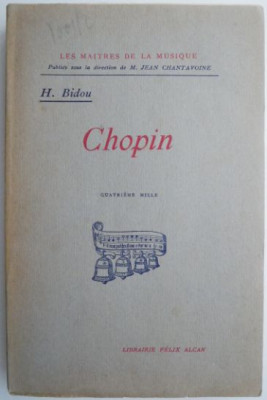 LES MAITRES DE LA MUSIQUE
Publiés sous la direction de M. JEAN CHANTAVOINE
H. Bidou
Chopin
QUATRIÈME MILLE
LIBRAIRIE FÉLIX ALCAN